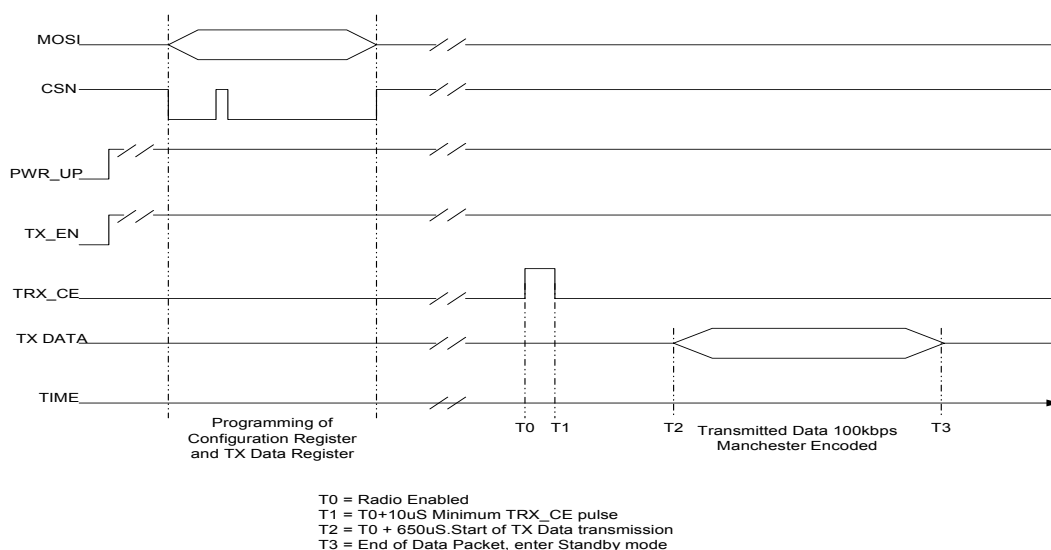 MOSI
CSN
PWR_UP
TX_EN
TRX_CE
TX DATA
TIME
Programming of
Configuration Register
and TX Data Register
T0
T1
T2
Transmitted Data 100kbps
Manchester Encoded
T3
T0 = Radio Enabled
T1 = T0+10uS Minimum TRX_CE pulse
T2 = T0 + 650uS.Start of TX Data transmission
T3 = End of Data Packet, enter Standby mode